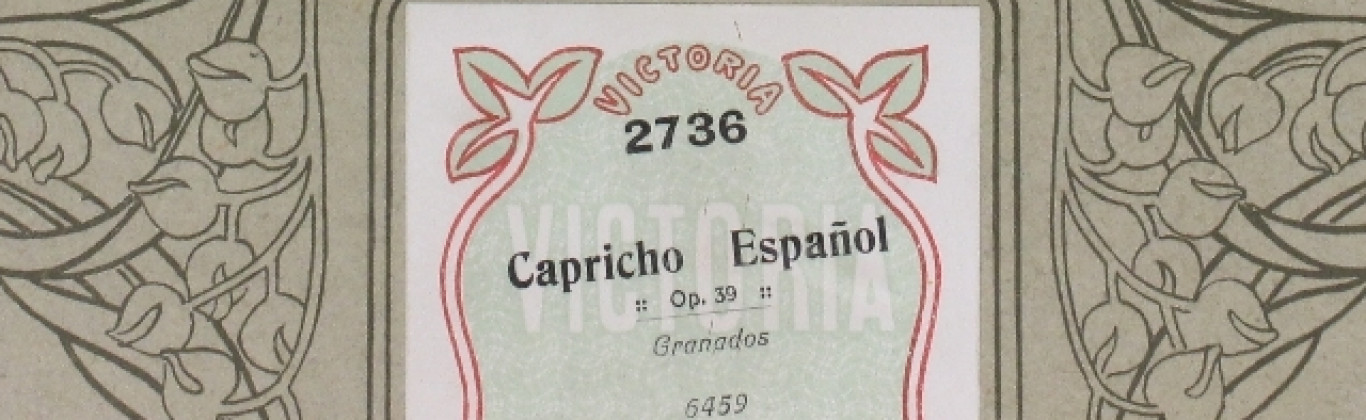 VICTORIA
2736
VICTORIA
Capricho Español
:: Op. 39 ::
Granados
6459